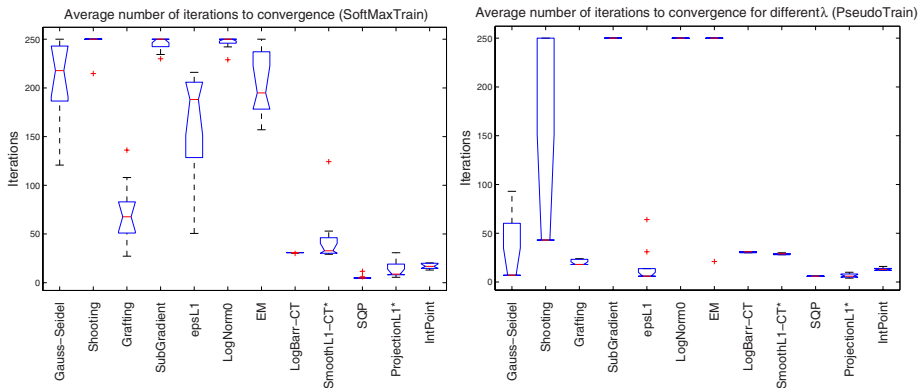 Average number of iterations to convergence (SoftMaxTrain)
Iterations
250
200
150
100
50
0
Gauss-Seidel
Shooting
Grafting
SubGradient
epsL1
LogNorm0
EM
LogBarr-CT
SmoothL1-CT*
SQP
ProjectionL1*
IntPoint
Average number of iterations to convergence for differentλ (PseudoTrain)
Iterations
250
200
150
100
50
0
Gauss-Seidel
Shooting
Grafting
SubGradient
epsL1
LogNorm0
EM
LogBarr-CT
SmoothL1-CT*
SQP
ProjectionL1*
IntPoint